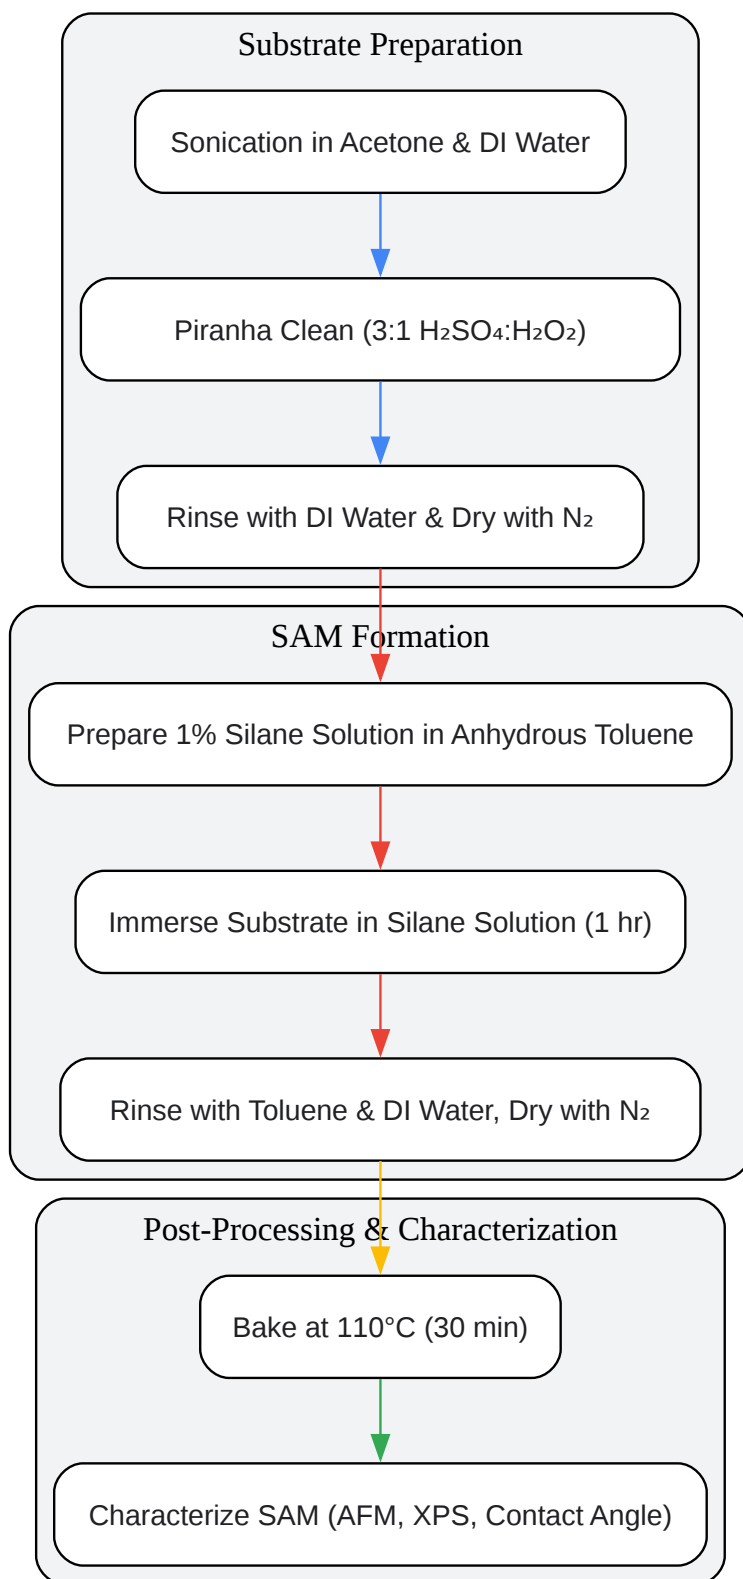 Substrate Preparation
Sonication in Acetone & DI Water
Piranha Clean (3:1 H₂SO₄:H₂O₂)
Rinse with DI Water & Dry with N₂
SAM Formation
Prepare 1% Silane Solution in Anhydrous Toluene
Immerse Substrate in Silane Solution (1 hr)
Rinse with Toluene & DI Water, Dry with N₂
Post-Processing & Characterization
Bake at 110°C (30 min)
Characterize SAM (AFM, XPS, Contact Angle)